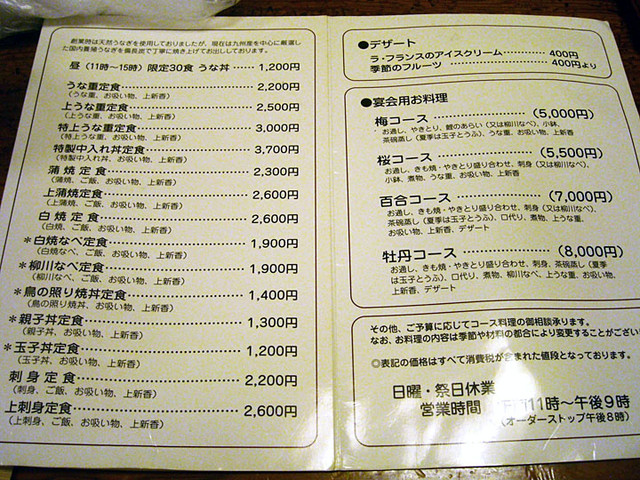 創業時は天然うなぎを使用しておりましたが、現在は九州産を中心に厳選
した国内養殖うなぎを備長炭で丁寧に焼き上げてお出ししております。
昼(11時〜15時)限定30食 うな丼 ‥‥ 1,200円
うな重定食 ‥‥ 2,200円
(うな重、お吸い物、上新香)
上うな重定食 ‥‥ 2,500円
(上うな重、お吸い物、上新香)
特上うな重定食 ‥‥ 3,000円
(特上うな重、お吸い物、上新香)
特製中入れ丼定食 ‥‥ 3,700円
(特製中入れ丼、お吸い物、上新香)
蒲焼定食 ‥‥ 2,300円
(蒲焼、ご飯、お吸い物、上新香)
上蒲焼定食 ‥‥ 2,600円
(上蒲焼、ご飯、お吸い物、上新香)
白焼定食 ‥‥ 2,600円
(白焼、ご飯、お吸い物、上新香)
*白焼なべ定食 ‥‥ 1,900円
(白焼なべ、ご飯、お吸い物、上新香)
*柳川なべ定食 ‥‥ 1,900円
(柳川なべ、ご飯、お吸い物、上新香)
*鳥の照り焼丼定食 ‥‥ 1,400円
(鳥の照り焼丼、お吸い物、上新香)
*親子丼定食 ‥‥ 1,300円
(親子丼、お吸い物、上新香)
*玉子丼定食 ‥‥ 1,200円
(玉子丼、お吸い物、上新香)
刺身定食 ‥‥ 2,200円
(刺身、ご飯、お吸い物、上新香)
上刺身定食 ‥‥ 2,600円
(上刺身、ご飯、お吸い物、上新香)
●デザート
ラ・フランスのアイスクリーム ‥‥ 400円
季節のフルーツ ‥‥ 400円より
●宴会用お料理
梅コース ‥‥ (5,000円)
お通し、やきとり、鯉のあらい(又は柳川なべ)、小鉢、
茶碗蒸し(夏季は玉子とうふ)、うな重、お吸い物、上新香
桜コース ‥‥ (5,500円)
お通し、きも焼・やきとり盛り合わせ、刺身(又は柳川なべ)、
小鉢、煮物、うな重、お吸い物、上新香
百合コース ‥‥ (7,000円)
お通し、きも焼・やきとり盛り合わせ、刺身(又は柳川なべ)、
茶碗蒸し(夏季は玉子とうふ)、口代り、煮物、上うな重、
お吸い物、上新香、デザート
牡丹コース ‥‥ (8,000円)
お通し、きも焼・やきとり盛り合わせ、刺身、茶碗蒸し(夏季
は玉子とうふ)、口代り、煮物、柳川なべ、上うな重、お吸い物、
上新香、デザート
その他、ご予算に応じてコース料理の御相談承ります。
なお、お料理の内容は季節や材料の都合により変更することがござい
◎表記の価格はすべて消費税が含まれた値段となっております。
日曜・祭日休業
営業時間 11時〜午後9時
(オーダーストップ午後8時)